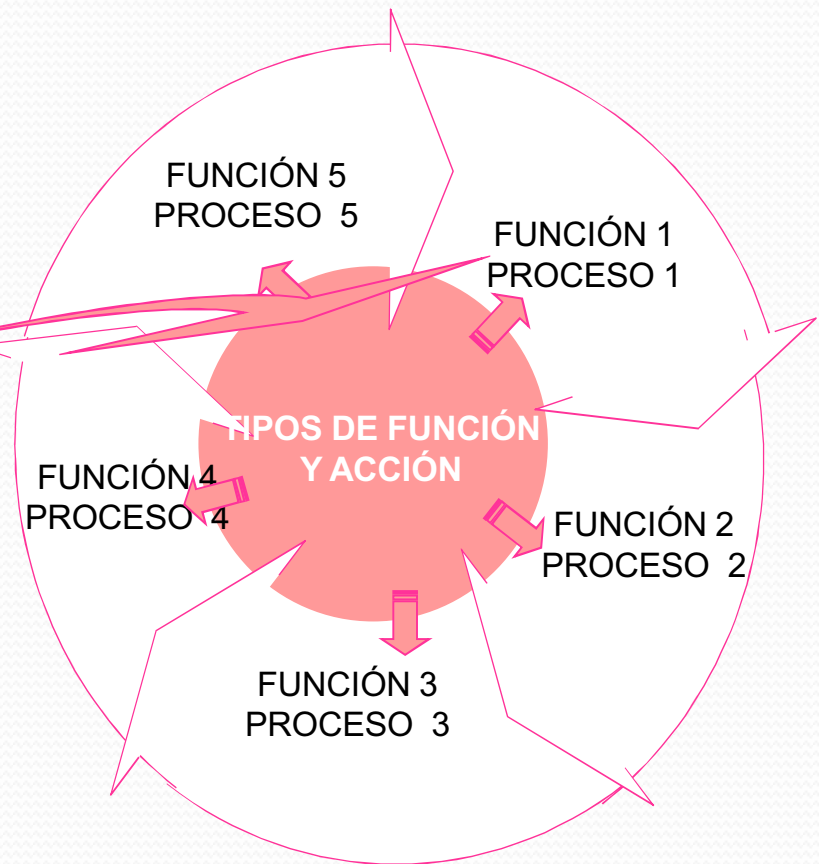 FUNCIÓN 5
PROCESO 5
FUNCIÓN 1
PROCESO 1
TIPOS DE FUNCIÓN
Y ACCIÓN
FUNCIÓN 4
PROCESO 4
FUNCIÓN 2
PROCESO 2
FUNCIÓN 3
PROCESO 3